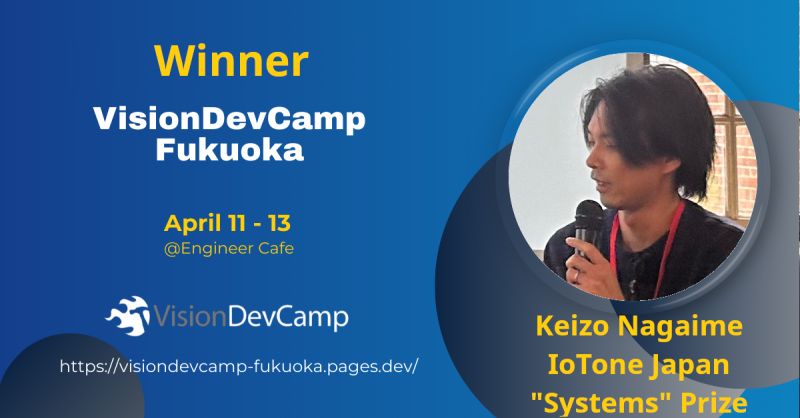 Winner
VisionDevCamp
Fukuoka
April 11 - 13
@Engineer Cafe
VisionDevCamp
https://visiondevcamp-fukuoka.pages.dev/
Keizo Nagaime
IoTone Japan
"Systems" Prize